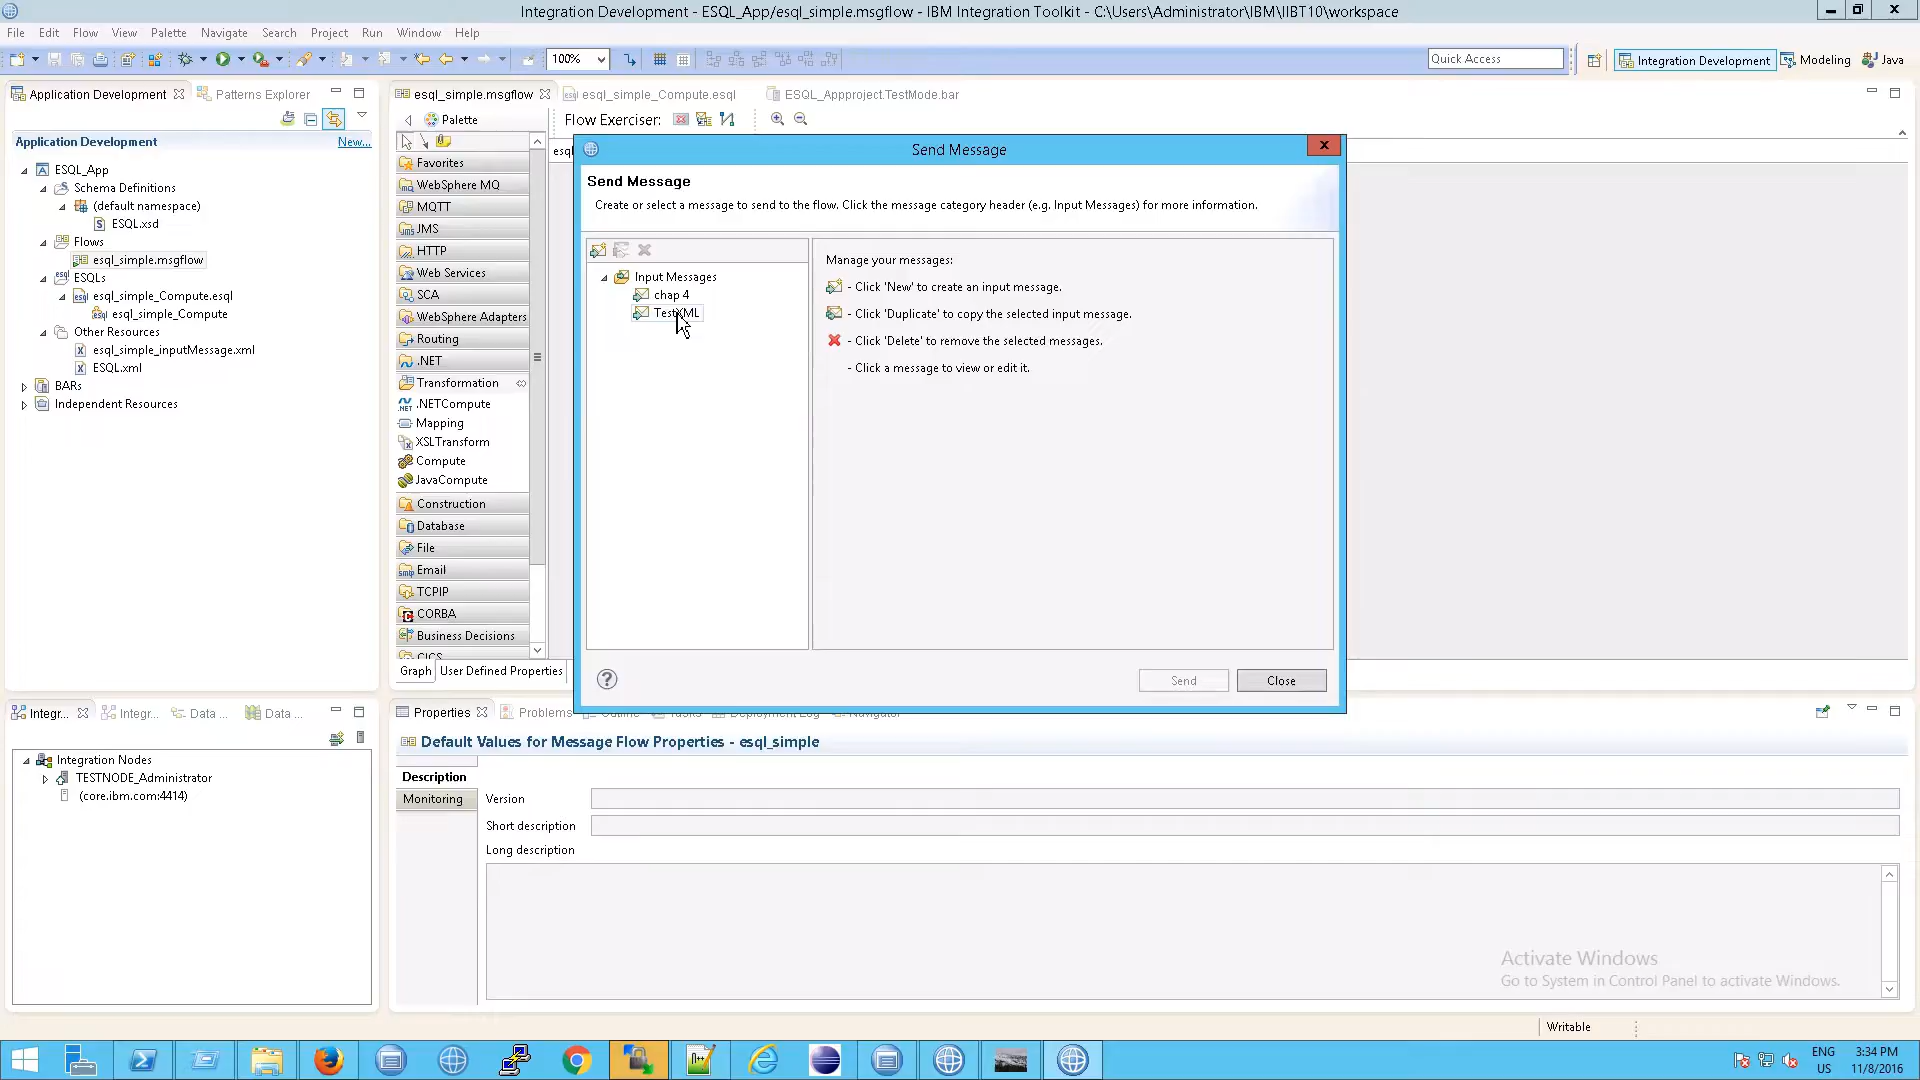 Integration Development - ESQL_App/esql_simple.msgflow - IBM Integration Toolkit - C:\Users\Administrator\IBM\IIBT10\workspace
File Edit Flow View Palette Navigate Search Project Run Window Help
100%
Quick Access
Integration Development
Modeling
Java
Application Development
Patterns Explorer
Application Development
New...
ESQL_App
Schema Definitions
(default namespace)
ESQL.xsd
Flows
esql_simple.msgflow
ESQLs
esql_simple_Compute.esql
esql_simple_Compute
Other Resources
esql_simple_inputMessage.xml
ESQL.xml
BARs
Independent Resources
esql_simple.msgflow
esql_simple_Compute.esql
ESQL_Appproject.TestMode.bar
Palette
Flow Exerciser:
Favorites
WebSphere MQ
MQTT
JMS
HTTP
Web Services
SCA
WebSphere Adapters
Routing
.NET
Transformation
.NETCompute
Mapping
XSLTransform
Compute
JavaCompute
Construction
Database
File
Email
TCPIP
CORBA
Business Decisions
CICS
Graph
User Defined Properties
Send Message
Send Message
Create or select a message to send to the flow. Click the message category header (e.g. Input Messages) for more information.
Input Messages
chap 4
TestXML
Manage your messages:
- Click 'New' to create an input message.
- Click 'Duplicate' to copy the selected input message.
- Click 'Delete' to remove the selected messages.
- Click a message to view or edit it.
Send
Close
Integr...
Integr...
Data ...
Data ...
Integration Nodes
TESTNODE_Administrator
(core.ibm.com:4414)
Properties
Problems
Outline
Tasks
Deployment Log
Navigator
Default Values for Message Flow Properties - esql_simple
Description
Monitoring
Version
Short description
Long description
Activate Windows
Go to System in Control Panel to activate Windows.
Writable
ENG
US
3:34 PM
11/8/2016